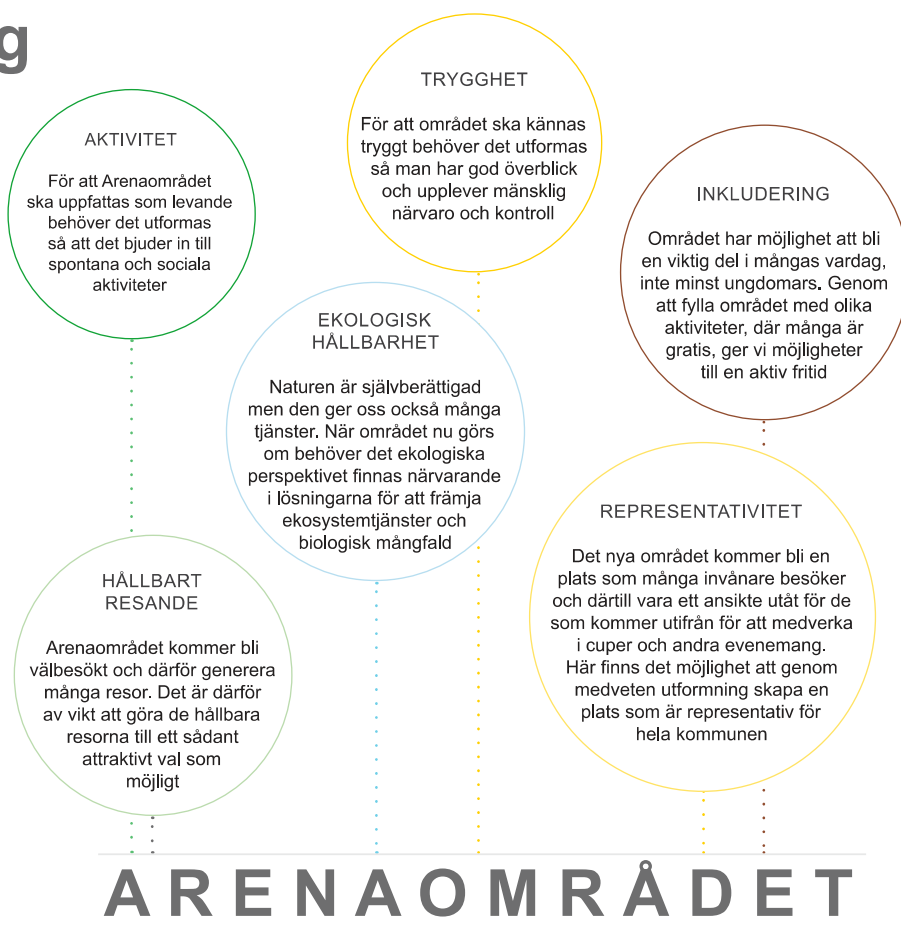 g
AKTIVITET
För att Arenaområdet
ska uppfattas som levande
behöver det utformas
så att det bjuder in till
spontana och sociala
aktiviteter
TRYGGHET
För att området ska kännas
tryggt behöver det utformas
så man har god överblick
och upplever mänsklig
närvaro och kontroll
INKLUDERING
Området har möjlighet att bli
en viktig del i mångas vardag,
inte minst ungdomars. Genom
att fylla området med olika
aktiviteter, där många är
gratis, ger vi möjligheter
till en aktiv fritid
EKOLOGISK
HÅLLBARHET
Naturen är självberättigad
men den ger oss också många
tjänster. När området nu görs
om behöver det ekologiska
perspektivet finnas närvarande
i lösningarna för att främja
ekosystemtjänster och
biologisk mångfald
HÅLLBART
RESANDE
Arenaområdet kommer bli
välbesökt och därför generera
många resor. Det är därför
av vikt att göra de hållbara
resorna till ett sådant
attraktivt val som
möjligt
REPRESENTATIVITET
Det nya området kommer bli en
plats som många invånare besöker
och därtill vara ett ansikte utåt för de
som kommer utifrån för att medverka
i cuper och andra evenemang.
Här finns det möjlighet att genom
medveten utformning skapa en
plats som är representativ för
hela kommunen
ARENAOMRÅDET